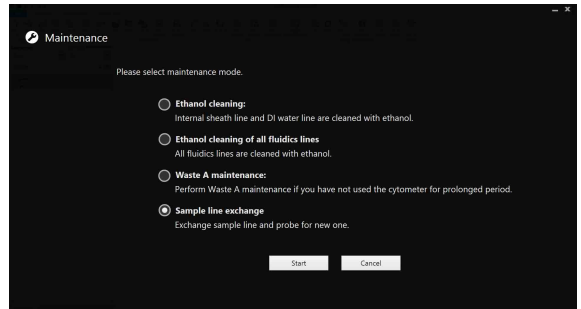 Maintenance
Please select maintenance mode.
Ethanol cleaning:
Internal sheath line and DI water line are cleaned with ethanol.
Ethanol cleaning of all fluidics lines
All fluidics lines are cleaned with ethanol.
Waste A maintenance:
Perform Waste A maintenance if you have not used the cytometer for prolonged period.
Sample line exchange
Exchange sample line and probe for new one.
Start Cancel